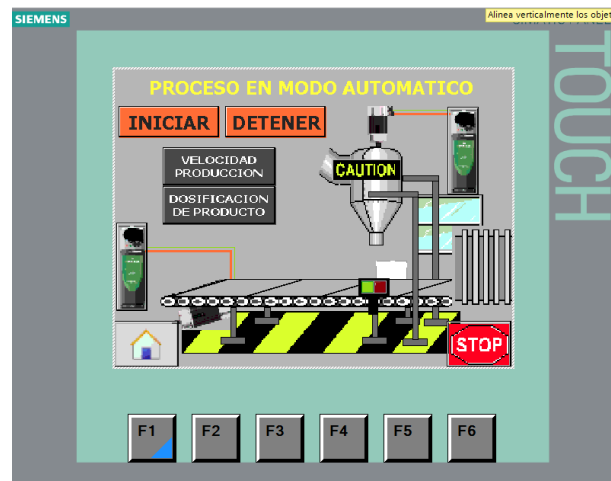 SIEMENS
Alinea verticalmente los objet
TOUCH
PROCESO EN MODO AUTOMATICO
INICIAR
DETENER
VELOCIDAD
PRODUCCION
CAUTION
DOSIFICACION
DE PRODUCTO
STOP
F1
F2
F3
F4
F5
F6